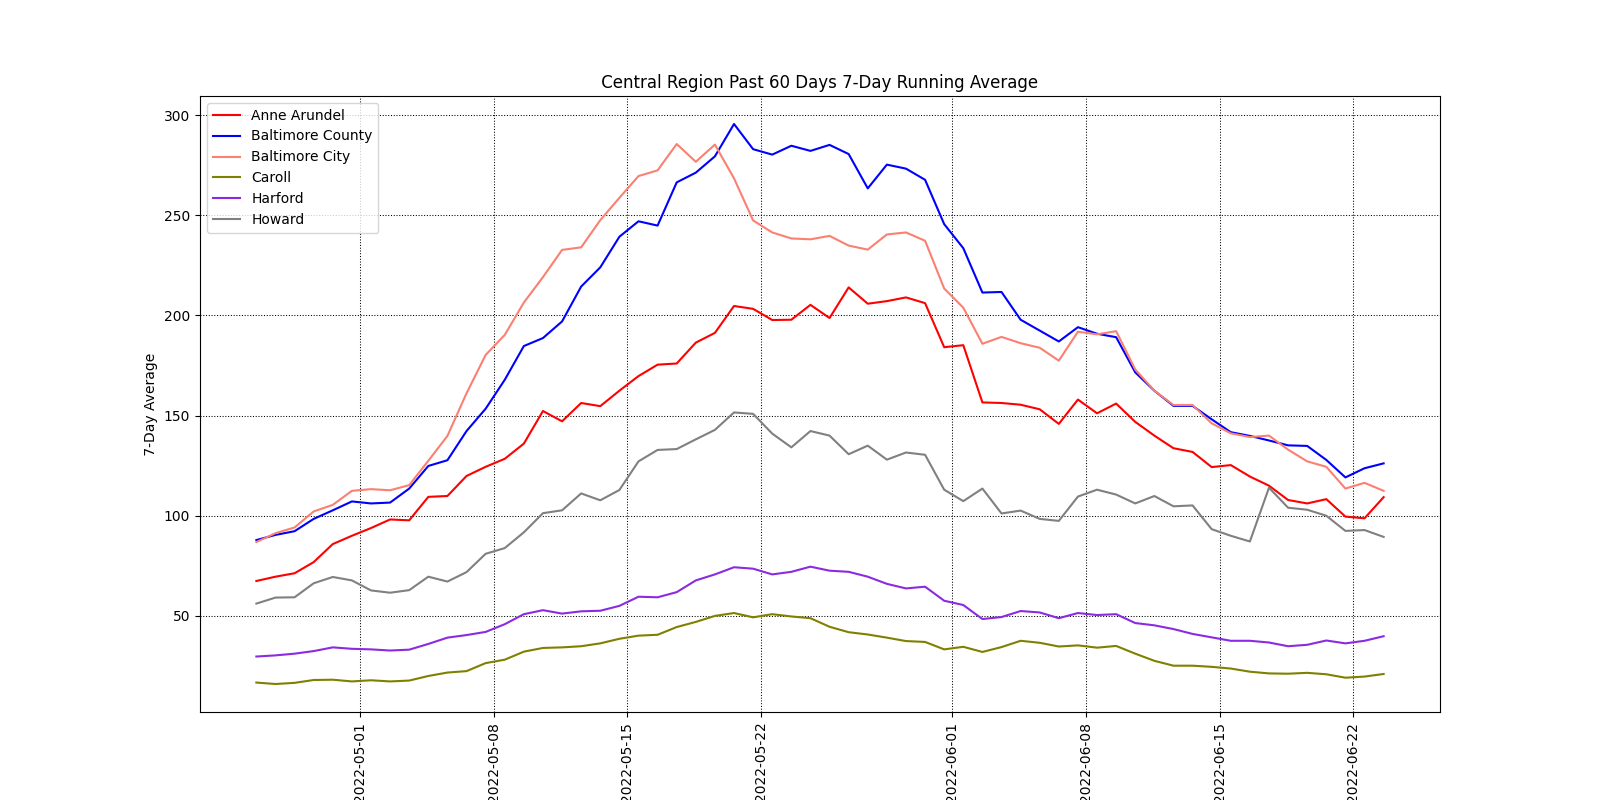 Central Region Past 60 Days 7-Day Running Average
Anne Arundel
Baltimore County
Baltimore City
Caroll
Harford
Howard
7-Day Average
300
250
200
150
100
50
2022-05-01
2022-05-08
2022-05-15
2022-05-22
2022-06-01
2022-06-08
2022-06-15
2022-06-22